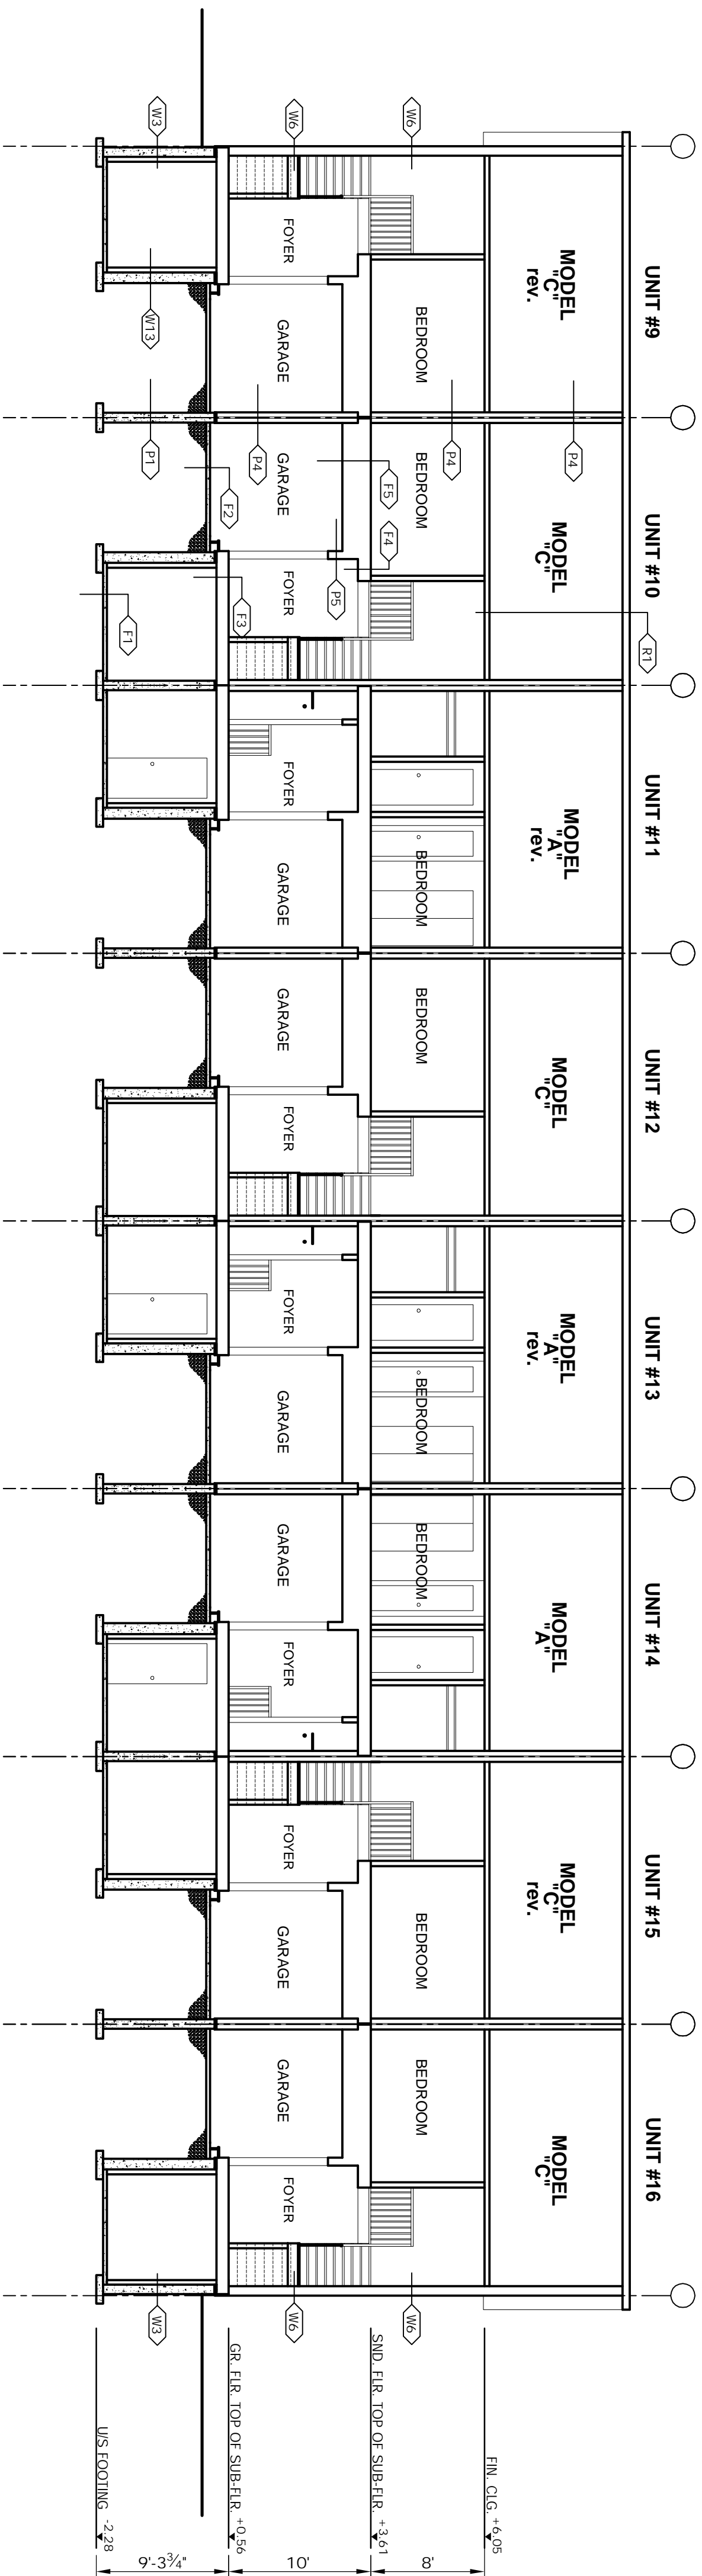 UNIT #9
UNIT #10
UNIT #11
UNIT #12
UNIT #13
UNIT #14
UNIT #15
UNIT #16
R1
MODEL
"C"
rev.
MODEL
"C"
MODEL
"A"
rev.
MODEL
"C"
MODEL
"A"
rev.
MODEL
"A"
MODEL
"C"
rev.
MODEL
"C"
P4
FIN. CLG. +6.05
W6
BEDROOM
P4
BEDROOM
BEDROOM
BEDROOM
BEDROOM
BEDROOM
BEDROOM
BEDROOM
W6
8'
F5
F4
SND. FLR. TOP OF SUB-FLR. +3.61
P5
W6
FOYER
GARAGE
P4
GARAGE
FOYER
FOYER
GARAGE
GARAGE
FOYER
FOYER
GARAGE
GARAGE
FOYER
FOYER
GARAGE
GARAGE
FOYER
W6
10'
F2
F3
GR. FLR. TOP OF SUB-FLR. +0.56
W3
W13
P1
F1
W3
9'-3¾"
U/S FOOTING -2.28